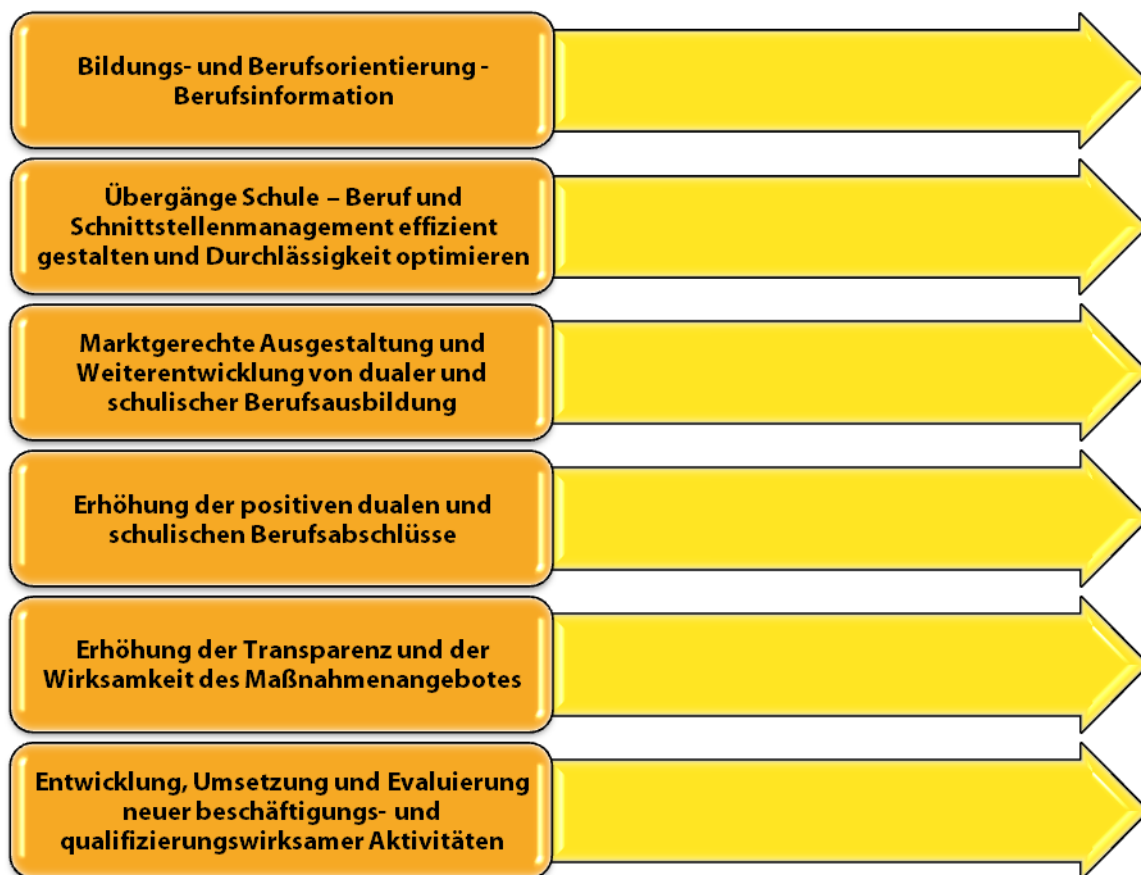 Bildungs- und Berufsorientierung -
Berufsinformation
Übergänge Schule – Beruf und
Schnittstellenmanagement effizient
gestalten und Durchlässigkeit optimieren
Marktgerechte Ausgestaltung und
Weiterentwicklung von dualer und
schulischer Berufsausbildung
Erhöhung der positiven dualen und
schulischen Berufsabschlüsse
Erhöhung der Transparenz und der
Wirksamkeit des Maßnahmenangebotes
Entwicklung, Umsetzung und Evaluierung
neuer beschäftigungs- und
qualifizierungswirksamer Aktivitäten